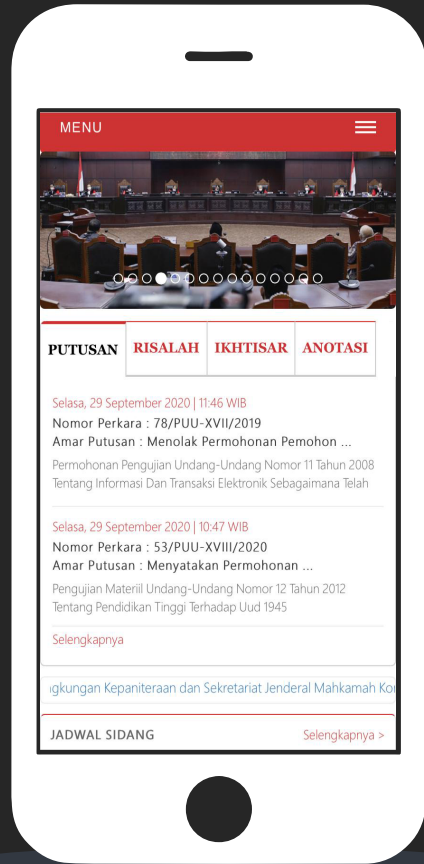 MENU
PUTUSAN RISALAH IKHTISAR ANOTASI
Selasa, 29 September 2020 | 11:46 WIB
Nomor Perkara : 78/PUU-XVII/2019
Amar Putusan : Menolak Permohonan Pemohon ...
Permohonan Pengujian Undang-Undang Nomor 11 Tahun 2008
Tentang Informasi Dan Transaksi Elektronik Sebagaimana Telah
Selasa, 29 September 2020 | 10:47 WIB
Nomor Perkara : 53/PUU-XVIII/2020
Amar Putusan : Menyatakan Permohonan ...
Pengujian Materiil Undang-Undang Nomor 12 Tahun 2012
Tentang Pendidikan Tinggi Terhadap Uud 1945
Selengkapnya
gkungan Kepaniteraan dan Sekretariat Jenderal Mahkamah Ko
JADWAL SIDANG Selengkapnya >